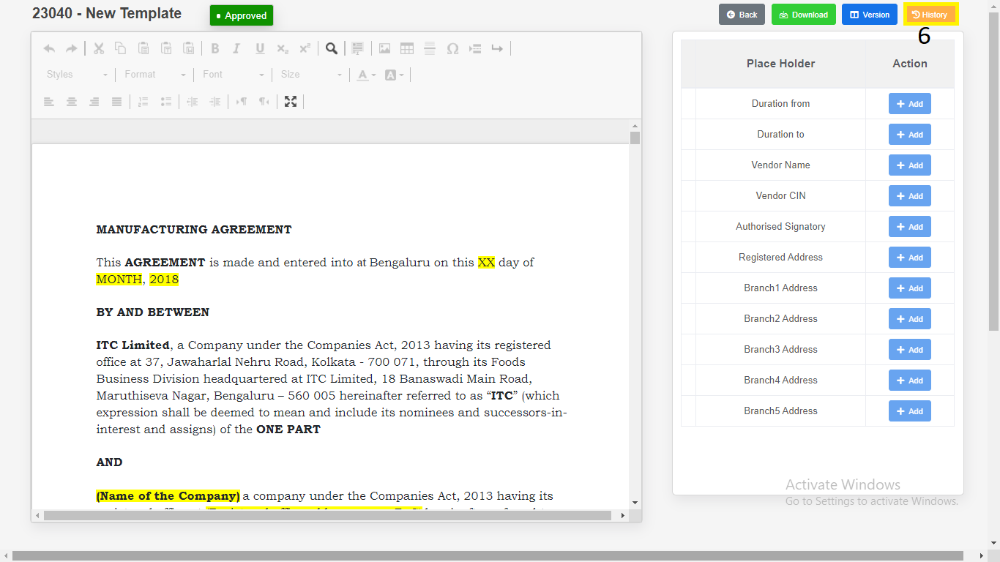 23040 - New Template
Approved
Back
Download
Version
History
6
Styles
Format
Font
Size
MANUFACTURING AGREEMENT
This AGREEMENT is made and entered into at Bengaluru on this XX day of
MONTH, 2018
BY AND BETWEEN
ITC Limited, a Company under the Companies Act, 2013 having its registered
office at 37, Jawaharlal Nehru Road, Kolkata - 700 071, through its Foods
Business Division headquartered at ITC Limited, 18 Banaswadi Main Road,
Maruthiseva Nagar, Bengaluru – 560 005 hereinafter referred to as “ITC” (which
expression shall be deemed to mean and include its nominees and successors-in-
interest and assigns) of the ONE PART
AND
(Name of the Company) a company under the Companies Act, 2013 having its
Place Holder Action
Duration from Add
Duration to Add
Vendor Name Add
Vendor CIN Add
Authorised Signatory Add
Registered Address Add
Branch1 Address Add
Branch2 Address Add
Branch3 Address Add
Branch4 Address Add
Branch5 Address Add
Activate Windows
Go to Settings to activate Windows.